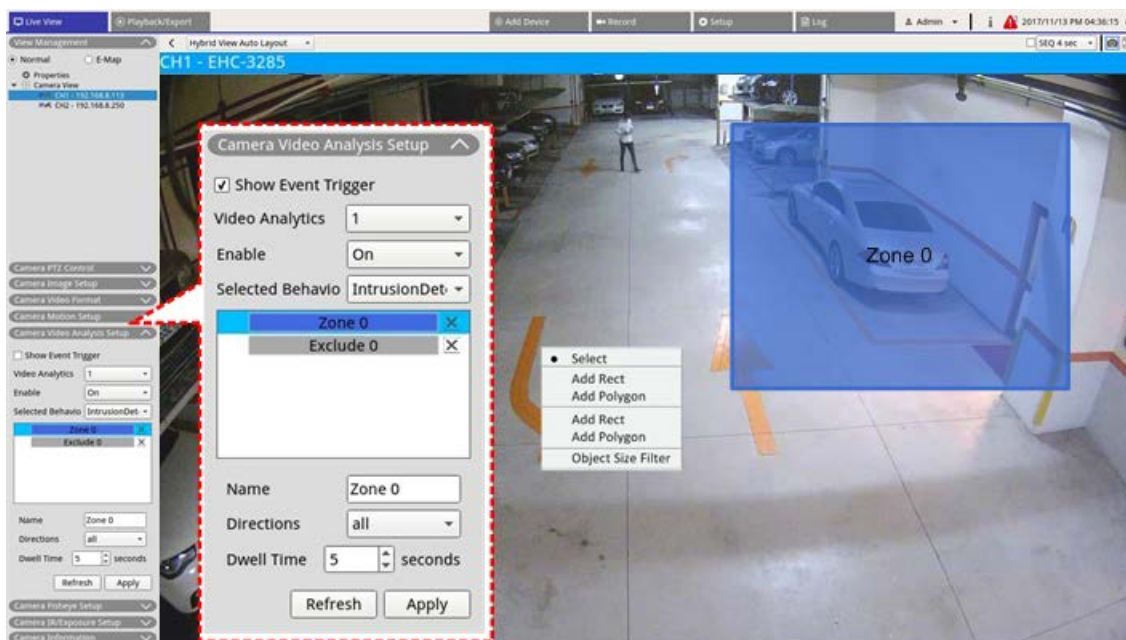 Live View
Playback/Export
Add Device
Record
Setup
Log
Admin
2017/11/13 PM 04:36:15
View Management
Hybrid View Auto Layout
SEQ 4 sec
Normal
E-Map
Properties
Camera View
CH1 - 192.168.8.113
CH2 - 192.168.8.250
CH1 - EHC-3285
Camera PTZ Control
Camera Image Setup
Camera Video Format
Camera Motion Setup
Camera Video Analysis Setup
Show Event Trigger
Video Analytics 1
Enable On
Selected Behavio IntrusionDet
Zone 0
Exclude 0
Name Zone 0
Directions all
Dwell Time 5 seconds
Refresh Apply
Camera Fisheye Setup
Camera IR/Exposure Setup
Camera Information
Camera Video Analysis Setup
Show Event Trigger
Video Analytics 1
Enable On
Selected Behavio IntrusionDet
Zone 0
Exclude 0
Name Zone 0
Directions all
Dwell Time 5 seconds
Refresh Apply
Zone 0
Select
Add Rect
Add Polygon
Add Rect
Add Polygon
Object Size Filter